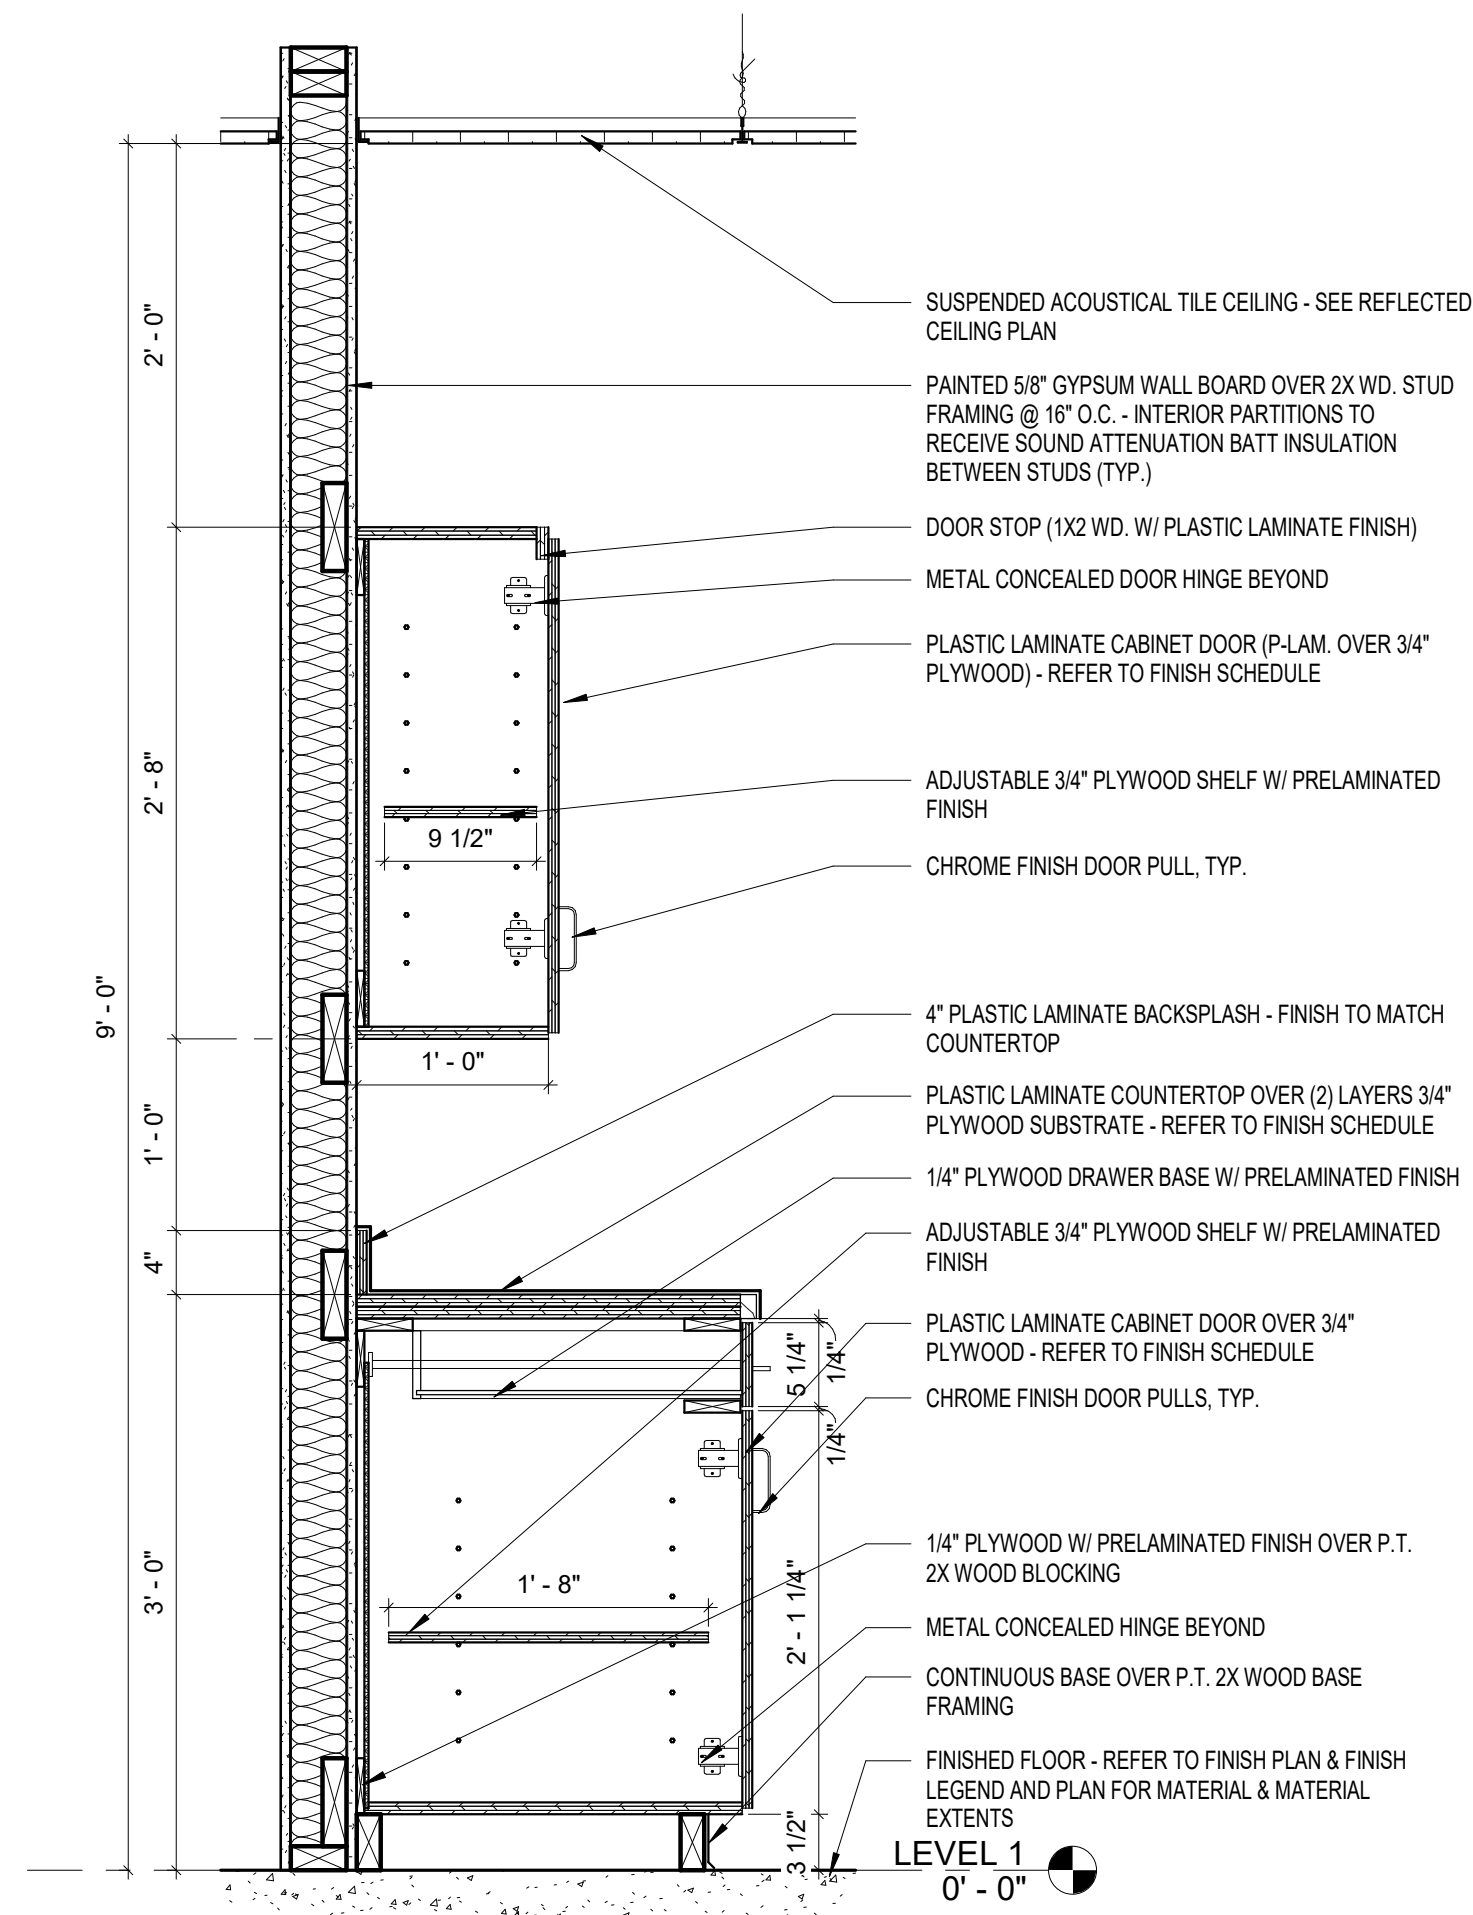 SUSPENDED ACOUSTICAL TILE CEILING - SEE REFLECTED
CEILING PLAN
PAINTED 5/8" GYPSUM WALL BOARD OVER 2X WD. STUD
FRAMING @ 16" O.C. - INTERIOR PARTITIONS TO
RECEIVE SOUND ATTENUATION BATT INSULATION
BETWEEN STUDS (TYP.)
DOOR STOP (1X2 WD. W/ PLASTIC LAMINATE FINISH)
METAL CONCEALED DOOR HINGE BEYOND
PLASTIC LAMINATE CABINET DOOR (P-LAM. OVER 3/4"
PLYWOOD) - REFER TO FINISH SCHEDULE
ADJUSTABLE 3/4" PLYWOOD SHELF W/ PRELAMINATED
FINISH
CHROME FINISH DOOR PULL, TYP.
4" PLASTIC LAMINATE BACKSPLASH - FINISH TO MATCH
COUNTERTOP
PLASTIC LAMINATE COUNTERTOP OVER (2) LAYERS 3/4"
PLYWOOD SUBSTRATE - REFER TO FINISH SCHEDULE
1/4" PLYWOOD DRAWER BASE W/ PRELAMINATED FINISH
ADJUSTABLE 3/4" PLYWOOD SHELF W/ PRELAMINATED
FINISH
PLASTIC LAMINATE CABINET DOOR OVER 3/4"
PLYWOOD - REFER TO FINISH SCHEDULE
CHROME FINISH DOOR PULLS, TYP.
1/4" PLYWOOD W/ PRELAMINATED FINISH OVER P.T.
2X WOOD BLOCKING
METAL CONCEALED HINGE BEYOND
CONTINUOUS BASE OVER P.T. 2X WOOD BASE
FRAMING
FINISHED FLOOR - REFER TO FINISH PLAN & FINISH
LEGEND AND PLAN FOR MATERIAL & MATERIAL
EXTENTS
LEVEL 1
0' - 0"
9' - 0"
2' - 0"
2' - 8"
1' - 0"
4"
3' - 0"
9 1/2"
1' - 0"
1' - 8"
5 1/4"
1/4"
1/4"
2' - 1 1/4"
3 1/2"